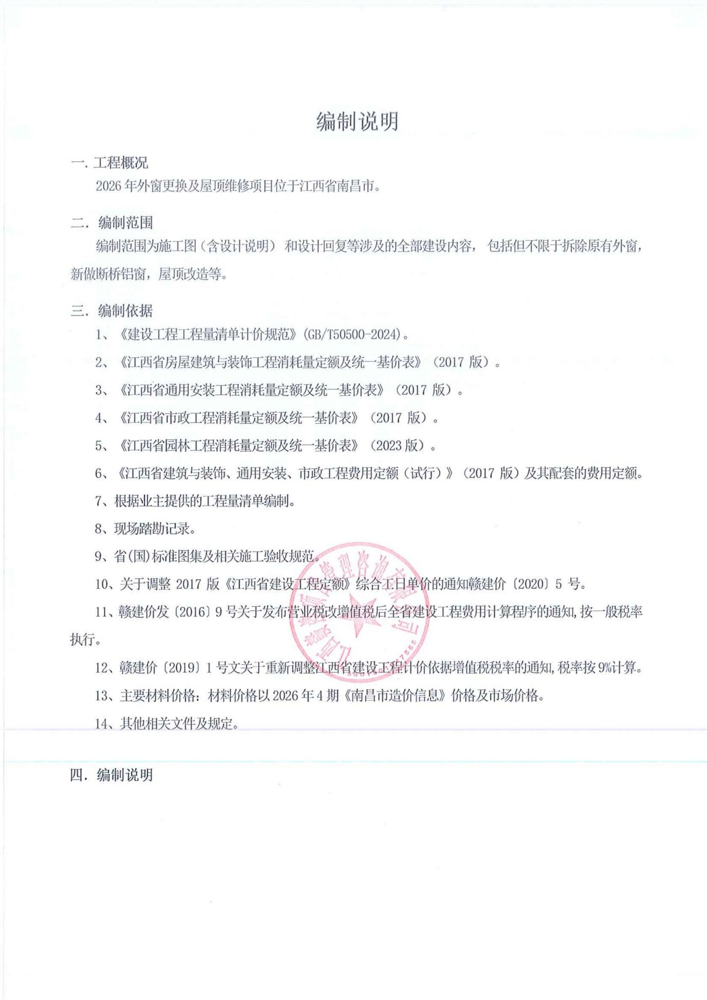 编制说明
一. 工程概况
2026 年外窗更换及屋顶维修项目位于江西省南昌市。
二. 编制范围
编制范围为施工图（含设计说明） 和设计回复等涉及的全部建设内容， 包括但不限于拆除原有外窗，
新做断桥铝窗，屋顶改造等。
三. 编制依据
1、《建设工程工程量清单计价规范》(GB/T50500-2024)。
2、《江西省房屋建筑与装饰工程消耗量定额及统一基价表》（2017 版）。
3、《江西省通用安装工程消耗量定额及统一基价表》（2017 版）。
4、《江西省市政工程消耗量定额及统一基价表》（2017 版）。
5、《江西省园林工程消耗量定额及统一基价表》（2023 版）。
6、《江西省建筑与装饰、通用安装、市政工程费用定额（试行）》（2017 版）及其配套的费用定额。
7、根据业主提供的工程量清单编制。
8、现场踏勘记录。
9、省(国)标准图集及相关施工验收规范。
10、关于调整 2017 版《江西省建设工程定额》综合工日单价的通知赣建价〔2020〕5 号。
11、赣建价发〔2016〕9 号关于发布营业税改增值税后全省建设工程费用计算程序的通知, 按一般税率
执行。
12、赣建价〔2019〕1 号文关于重新调整江西省建设工程计价依据增值税税率的通知, 税率按 9%计算。
13、主要材料价格：材料价格以 2026 年 4 期《南昌市造价信息》价格及市场价格。
14、其他相关文件及规定。
四. 编制说明